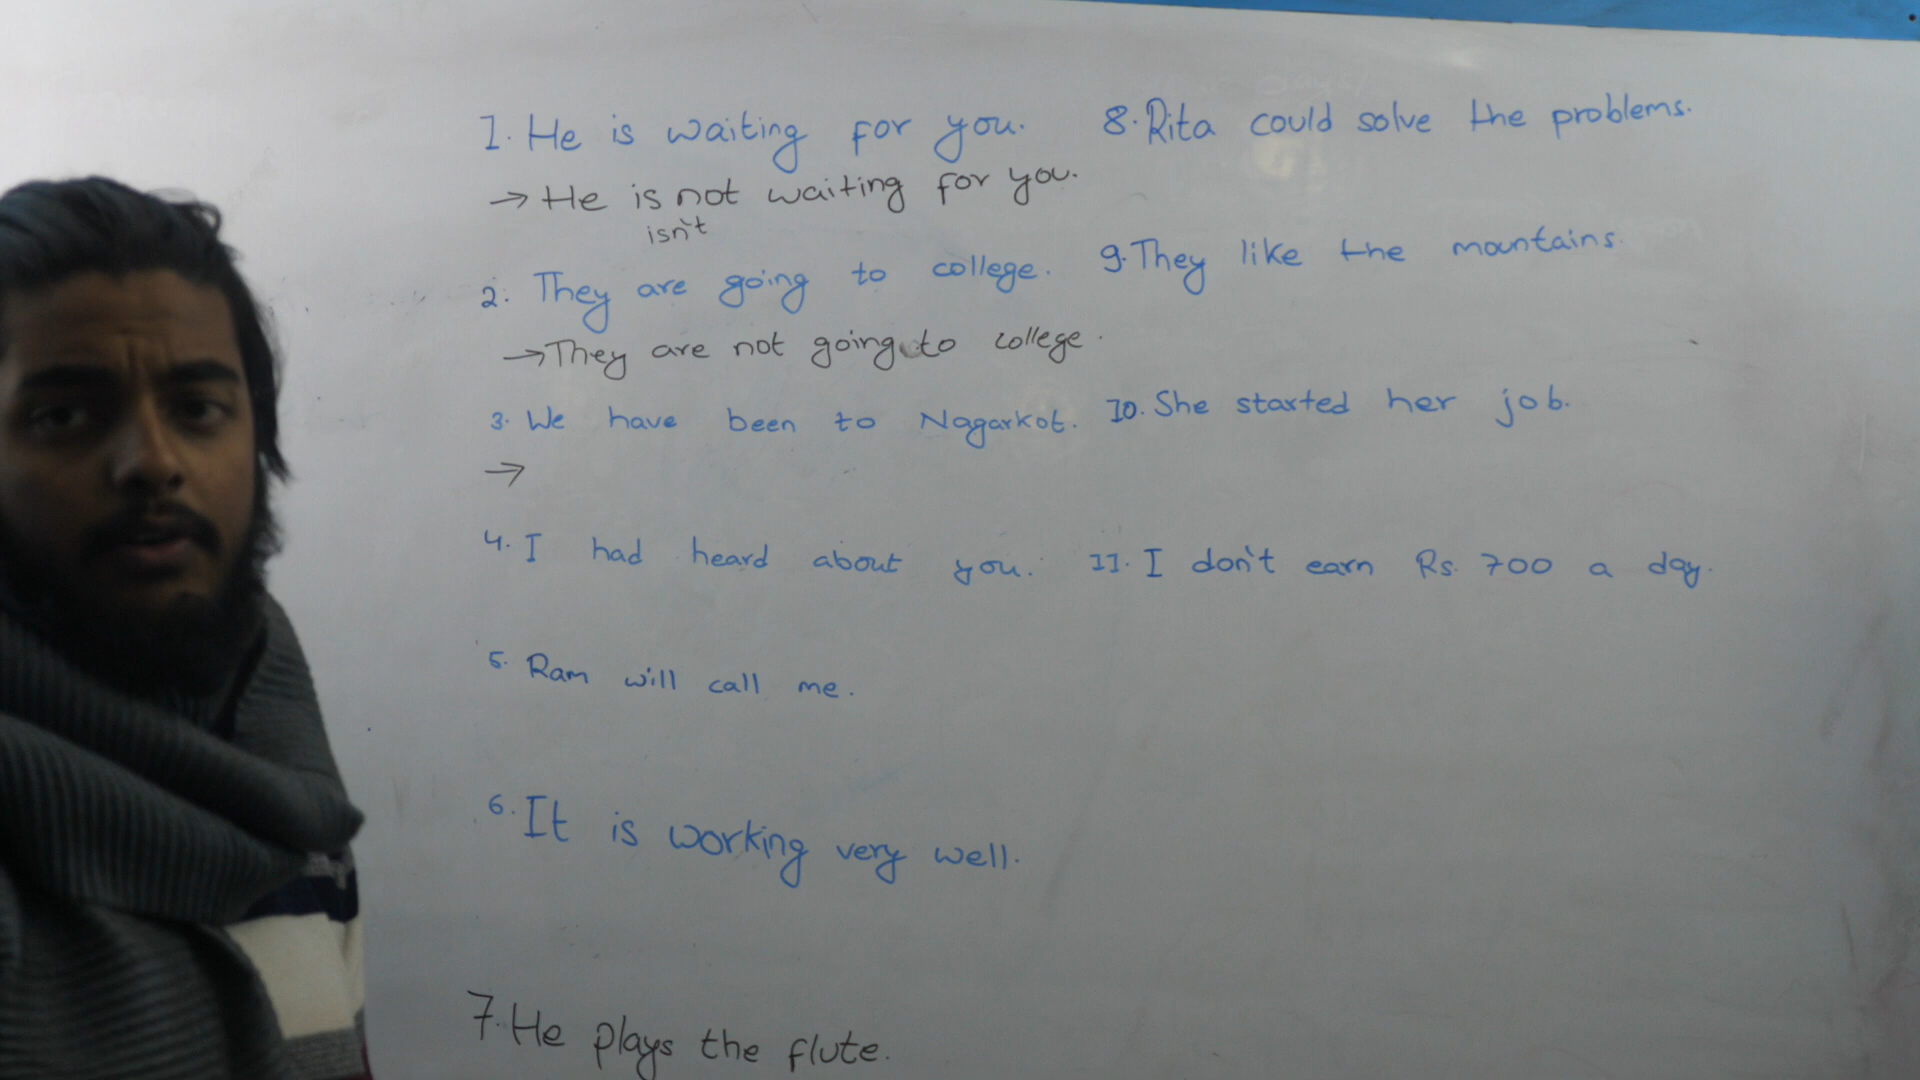 1. He is waiting for you.
→ He is not waiting for you.
isn't
2. They are going to college.
→ They are not going to college.
3. We have been to Nagarkot.
→
4. I had heard about you.
5. Ram will call me.
6. It is working very well.
7. He plays the flute.
8. Rita could solve the problems.
9. They like the mountains.
10. She started her job.
11. I don't earn Rs. 700 a day.